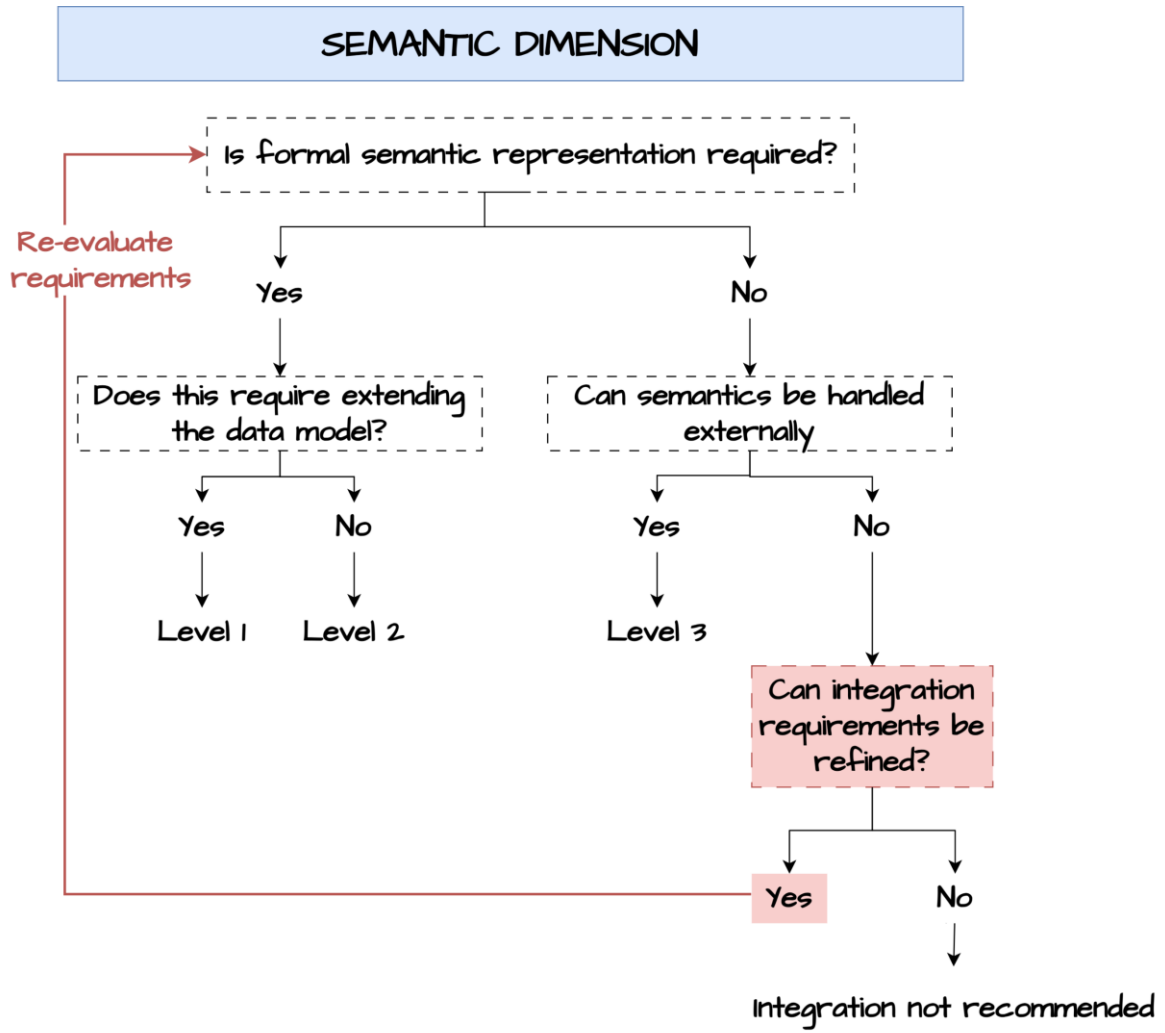 SEMANTIC DIMENSION
Is formal semantic representation required?
Re-evaluate
requirements
Yes
No
Does this require extending
the data model?
Can semantics be handled
externally
Yes
No
Yes
No
Level 1
Level 2
Level 3
Can integration
requirements be
refined?
Yes
No
Integration not recommended